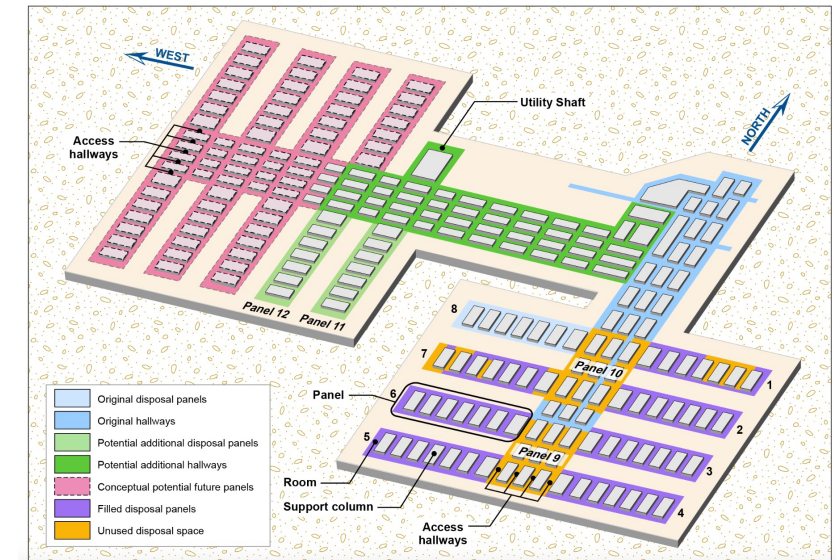 WEST
Utility Shaft
NORTH
Access
hallways
Panel 12
Panel 11
8
7
Panel 10
1
6
Panel
2
5
Panel 9
3
Room
Support column
4
Access
hallways
Original disposal panels
Original hallways
Potential additional disposal panels
Potential additional hallways
Conceptual potential future panels
Filled disposal panels
Unused disposal space